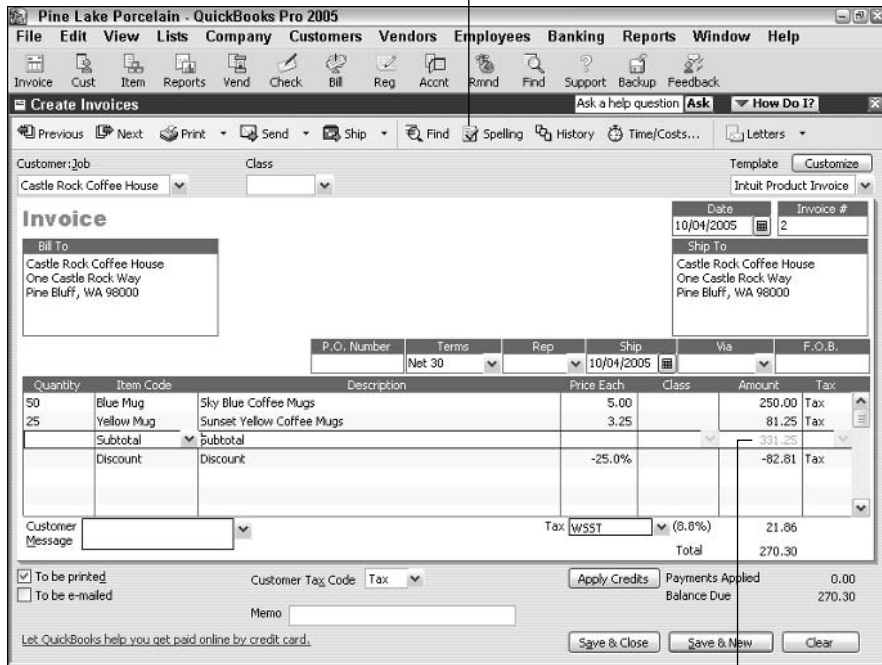 Pine Lake Porcelain - QuickBooks Pro 2005
File Edit View Lists Company Customers Vendors Employees Banking Reports Window Help
Invoice Cust Item Reports Vend Check Bill Reg Accnt Rmnd Find Support Backup Feedback
Create Invoices Ask a help question Ask How Do I?
Previous Next Print Send Ship Find Spelling History Time/Costs... Letters
Customer:Job Class Template Customize
Castle Rock Coffee House Intuit Product Invoice
Invoice
Date Invoice #
10/04/2005 2
Bill To Ship To
Castle Rock Coffee House Castle Rock Coffee House
One Castle Rock Way One Castle Rock Way
Pine Bluff, WA 98000 Pine Bluff, WA 98000
P.O. Number Terms Rep Ship Via F.O.B.
Net 30 10/04/2005
Quantity Item Code Description Price Each Class Amount Tax
50 Blue Mug Sky Blue Coffee Mugs 5.00 250.00 Tax
25 Yellow Mug Sunset Yellow Coffee Mugs 3.25 81.25 Tax
Subtotal Subtotal 331.25
Discount Discount -25.0% -82.81 Tax
Customer Message Tax WSST (8.8%) 21.86
Total 270.30
To be printed Customer Tax Code Tax Apply Credits Payments Applied 0.00
To be e-mailed Balance Due 270.30
Memo
Let QuickBooks help you get paid online by credit card. Save & Close Save & New Clear